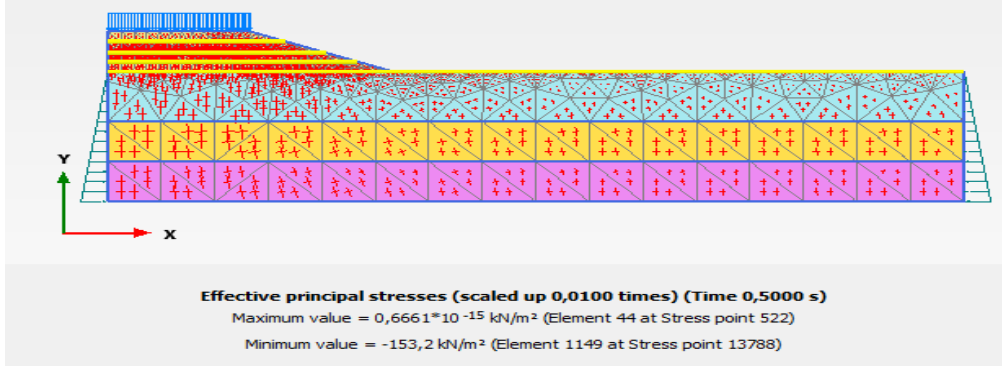 Y
X
Effective principal stresses (scaled up 0,0100 times) (Time 0,5000 s)
Maximum value = 0,6661*10 -15 kN/m² (Element 44 at Stress point 522)
Minimum value = -153,2 kN/m² (Element 1149 at Stress point 13788)